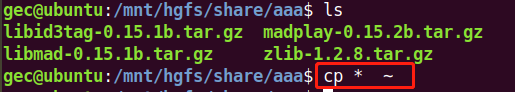 gec@ubuntu:/mnt/hgfs/share/aaa$ ls
libid3tag-0.15.1b.tar.gz  madplay-0.15.2b.tar.gz
libmad-0.15.1b.tar.gz     zlib-1.2.8.tar.gz
gec@ubuntu:/mnt/hgfs/share/aaa$ cp *  ~